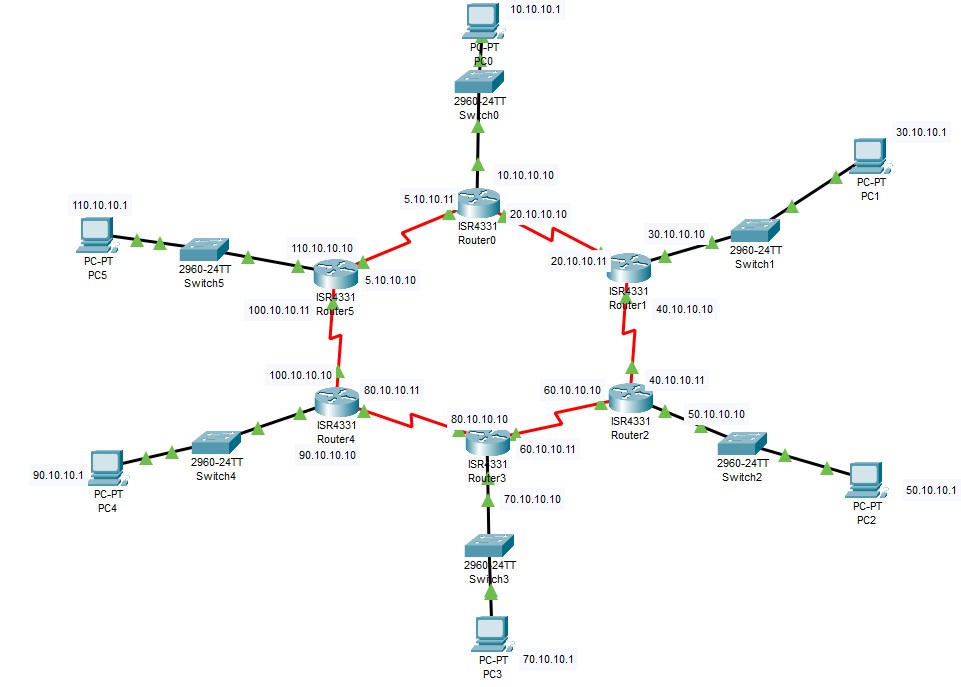 10.10.10.1
PC-PT
PC0
2960-24TT
Switch0
10.10.10.10
5.10.10.11
20.10.10.10
ISR4331
Router0
30.10.10.1
PC-PT
PC1
30.10.10.10
2960-24TT
Switch1
20.10.10.11
ISR4331
Router1
40.10.10.10
110.10.10.1
PC-PT
PC5
2960-24TT
Switch5
110.10.10.10
5.10.10.10
ISR4331
Router5
100.10.10.11
100.10.10.10
80.10.10.11
ISR4331
Router4
90.10.10.10
60.10.10.10
40.10.10.11
ISR4331
Router2
50.10.10.10
2960-24TT
Switch2
PC-PT
PC2
50.10.10.1
80.10.10.10
60.10.10.11
ISR4331
Router3
70.10.10.10
2960-24TT
Switch4
90.10.10.1
PC-PT
PC4
2960-24TT
Switch3
PC-PT
PC3
70.10.10.1